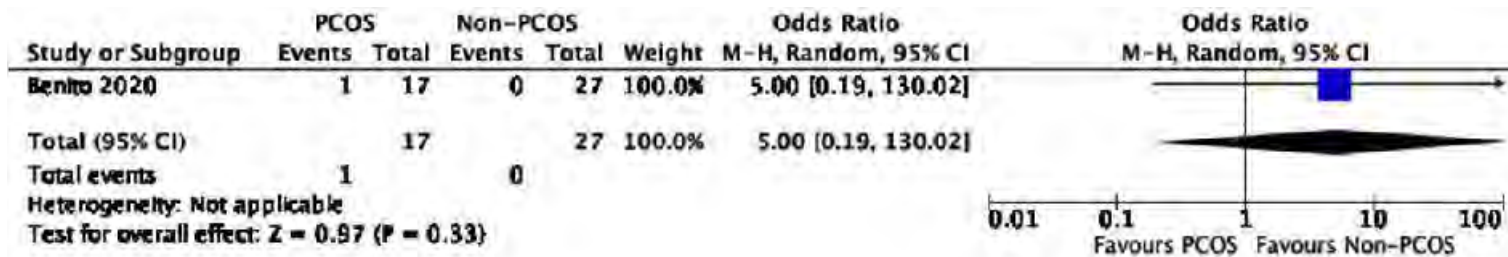 PCOS Non-PCOS Odds Ratio Odds Ratio
Study or Subgroup Events Total Events Total Weight M-H, Random, 95% CI M-H, Random, 95% CI
Benito 2020 1 17 0 27 100.0% 5.00 [0.19, 130.02]
Total (95% CI) 17 27 100.0% 5.00 [0.19, 130.02]
Total events 1 0
Heterogeneity: Not applicable
Test for overall effect: Z = 0.97 (P = 0.33)
0.01 0.1 1 10 100
Favours PCOS Favours Non-PCOS